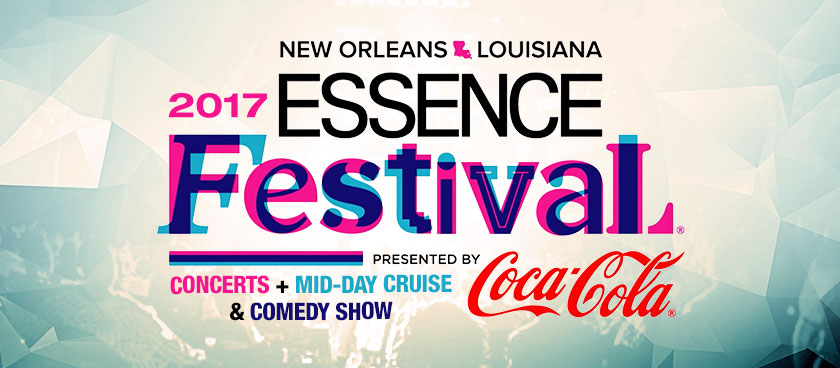 NEW ORLEANS LOUISIANA
2017 ESSENCE
FestivaL®
PRESENTED BY Coca-Cola®
CONCERTS + MID-DAY CRUISE
& COMEDY SHOW